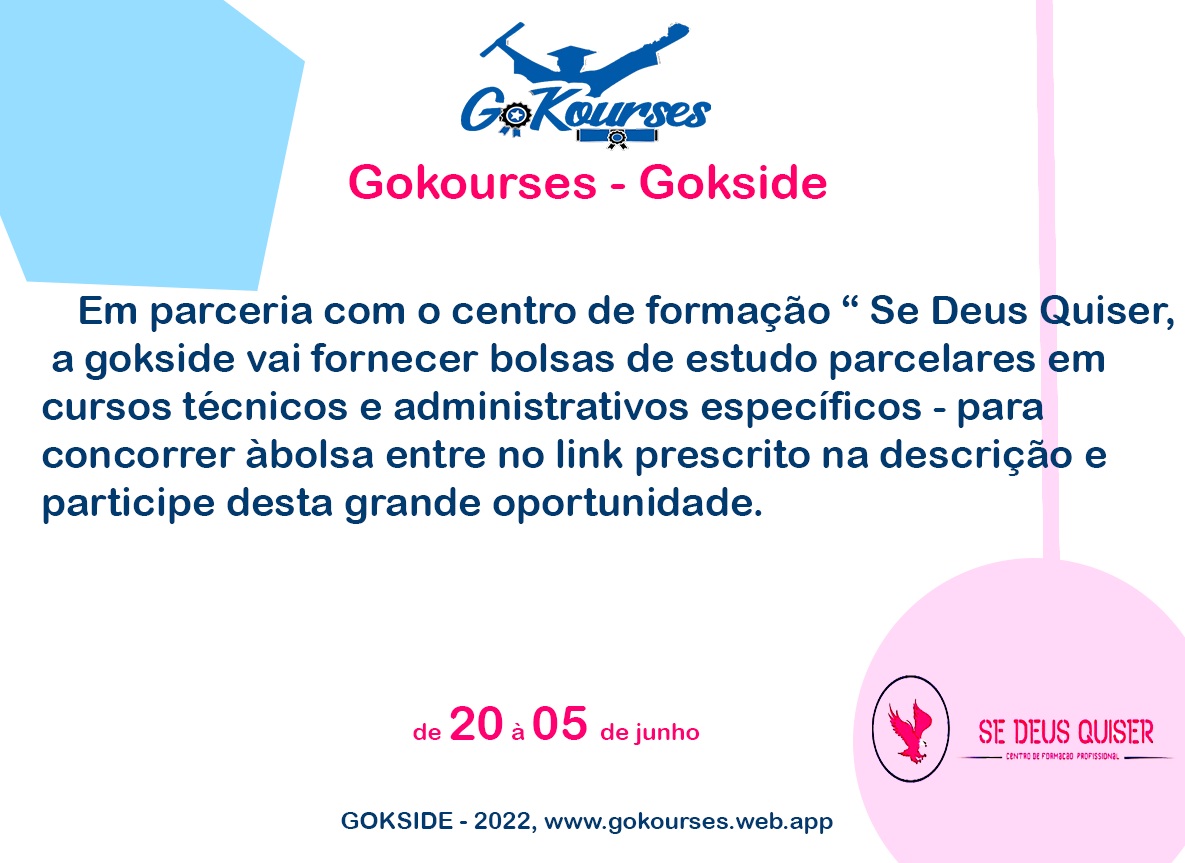 GoKourses
Gokourses - Gokside
Em parceria com o centro de formação “ Se Deus Quiser,
a gokside vai fornecer bolsas de estudo parcelares em
cursos técnicos e administrativos específicos - para
concorrer àbolsa entre no link prescrito na descrição e
participe desta grande oportunidade.
de 20 à 05 de junho
SE DEUS QUISER
CENTRO DE FORMACAO PROFISSIONAL
GOKSIDE - 2022, www.gokourses.web.app